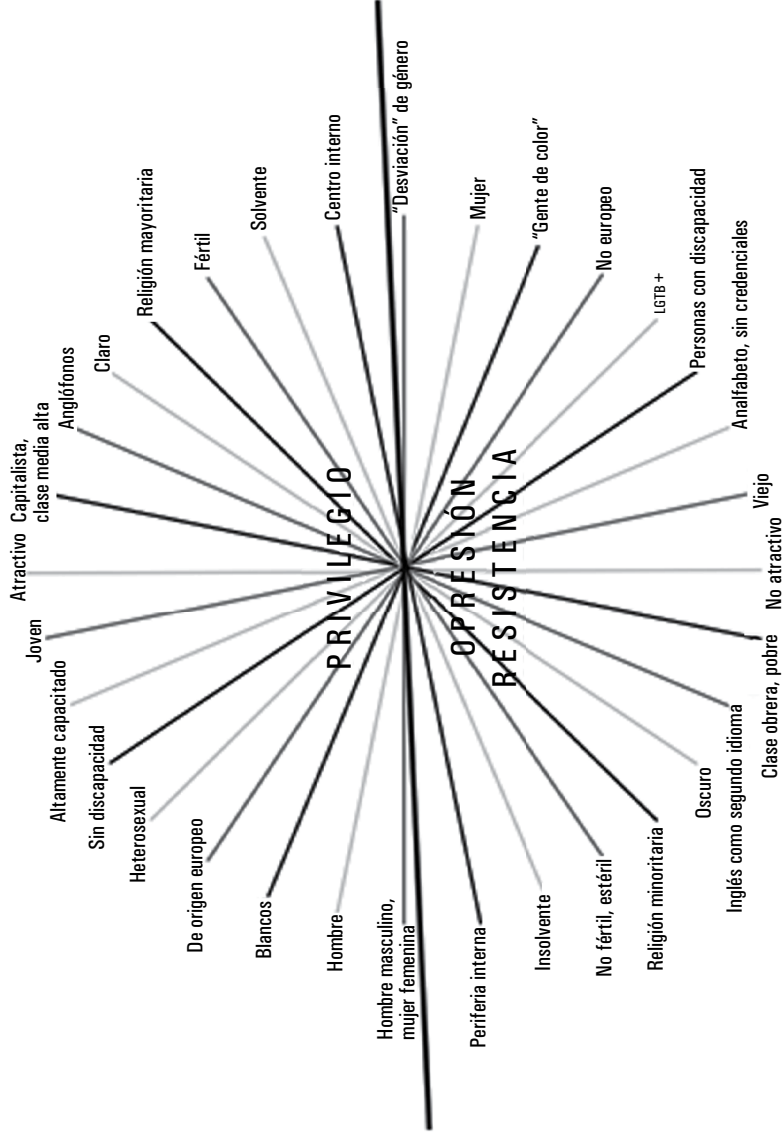 Hombre masculino,
mujer femenina
Hombre
Blancos
De origen europeo
Heterosexual
Sin discapacidad
Altamente capacitado
Joven
Atractivo
Capitalista,
clase media alta
Anglófonos
Claro
Religión mayoritaria
Fértil
Solvente
Centro interno
"Desviación" de género
PRIVILEGIO
OPRESIÓN
RESISTENCIA
Mujer
"Gente de color"
No europeo
LGTB +
Personas con discapacidad
Analfabeto, sin credenciales
Viejo
No atractivo
Clase obrera, pobre
Inglés como segundo idioma
Oscuro
Religión minoritaria
No fértil, estéril
Insolvente
Periferia interna